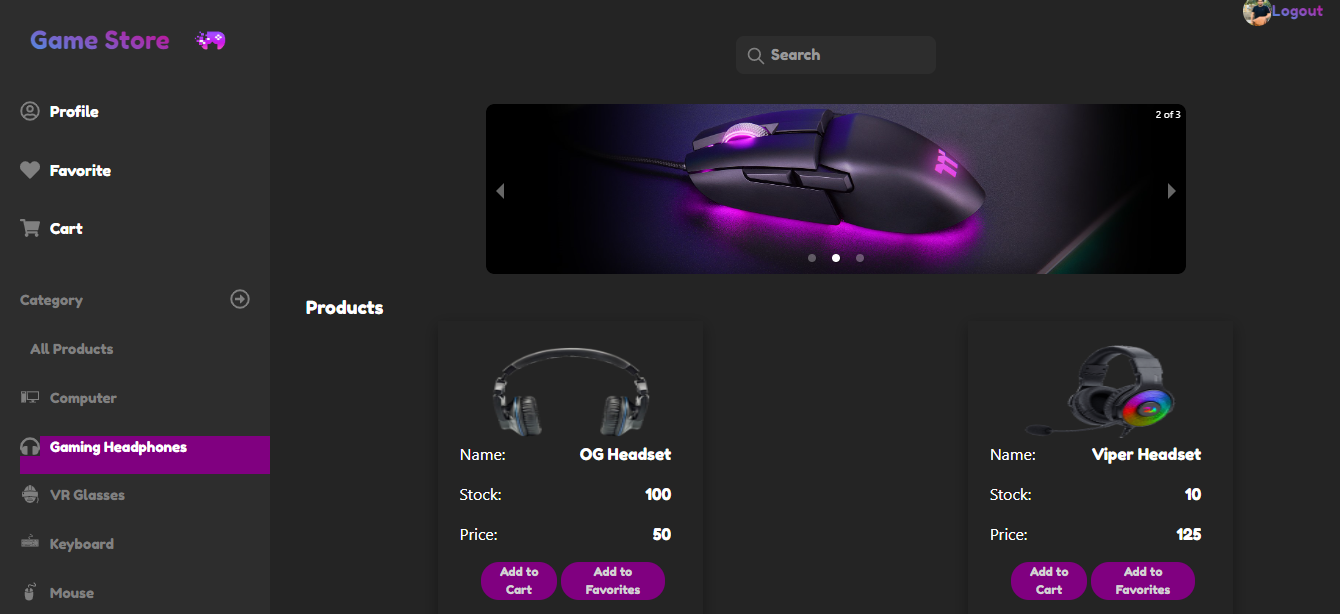 Game Store
Logout
Search
Profile
Favorite
Cart
2 of 3
Category
All Products
Computer
Gaming Headphones
VR Glasses
Keyboard
Mouse
Products
Name: OG Headset
Stock: 100
Price: 50
Add to
Cart
Add to
Favorites
Name: Viper Headset
Stock: 10
Price: 125
Add to
Cart
Add to
Favorites